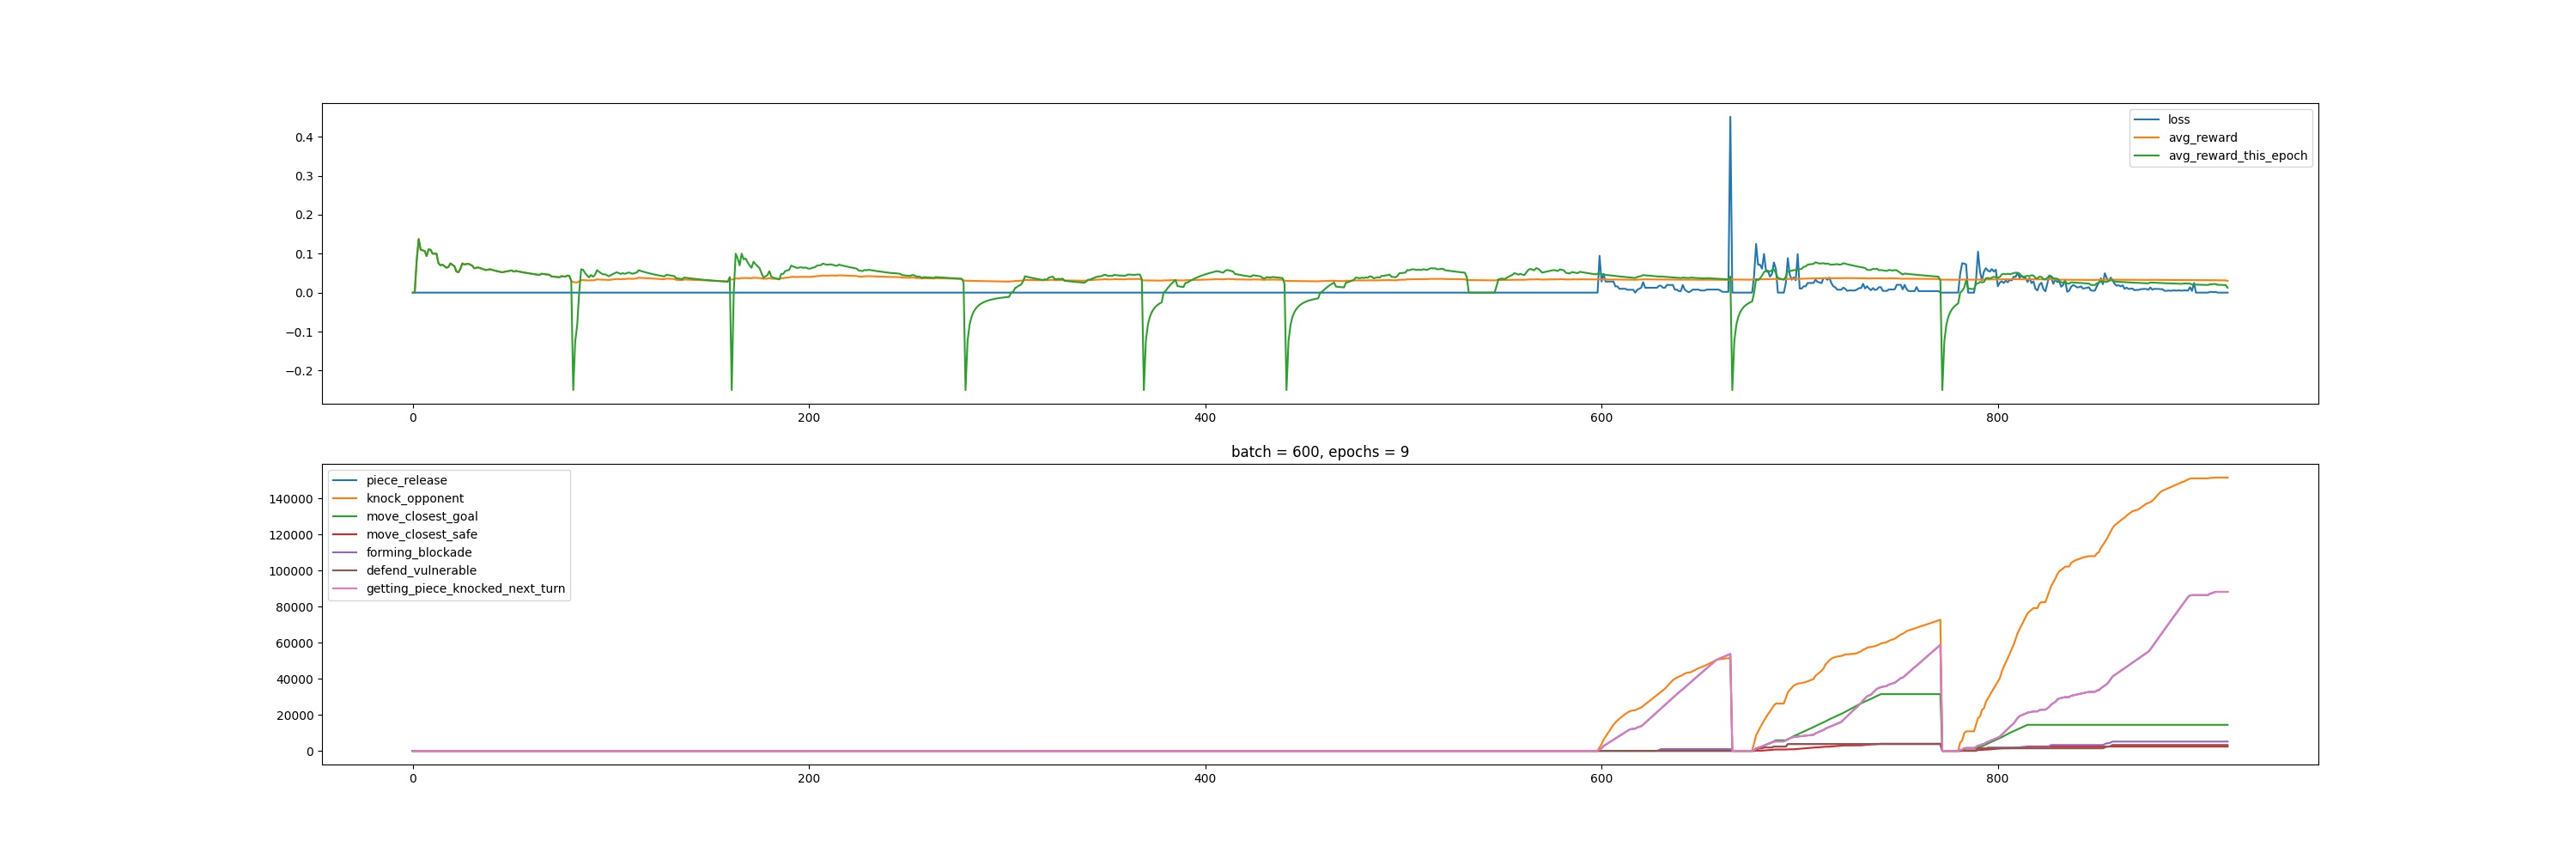 0.4
0.3
0.2
0.1
0.0
−0.1
−0.2
loss
avg_reward
avg_reward_this_epoch
0 200 400 600 800
batch = 600, epochs = 9
140000
120000
100000
80000
60000
40000
20000
0
piece_release
knock_opponent
move_closest_goal
move_closest_safe
forming_blockade
defend_vulnerable
getting_piece_knocked_next_turn
0 200 400 600 800